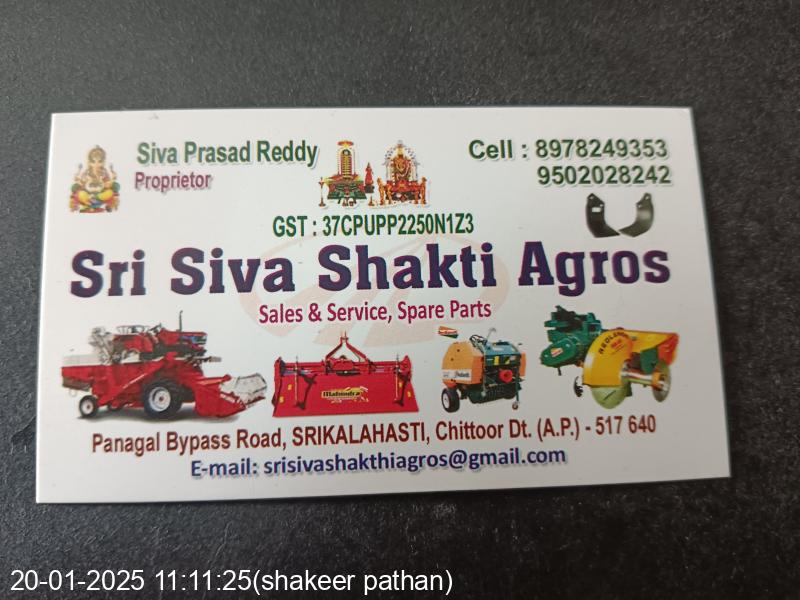 Siva Prasad Reddy
Proprietor
Cell : 8978249353
9502028242
GST : 37CPUPP2250N1Z3
Sri Siva Shakti Agros
Sales & Service, Spare Parts
Mahindra
Panagal Bypass Road, SRIKALAHASTI, Chittoor Dt. (A.P.) - 517 640
E-mail: srisivashakthiagros@gmail.com
20-01-2025 11:11:25(shakeer pathan)